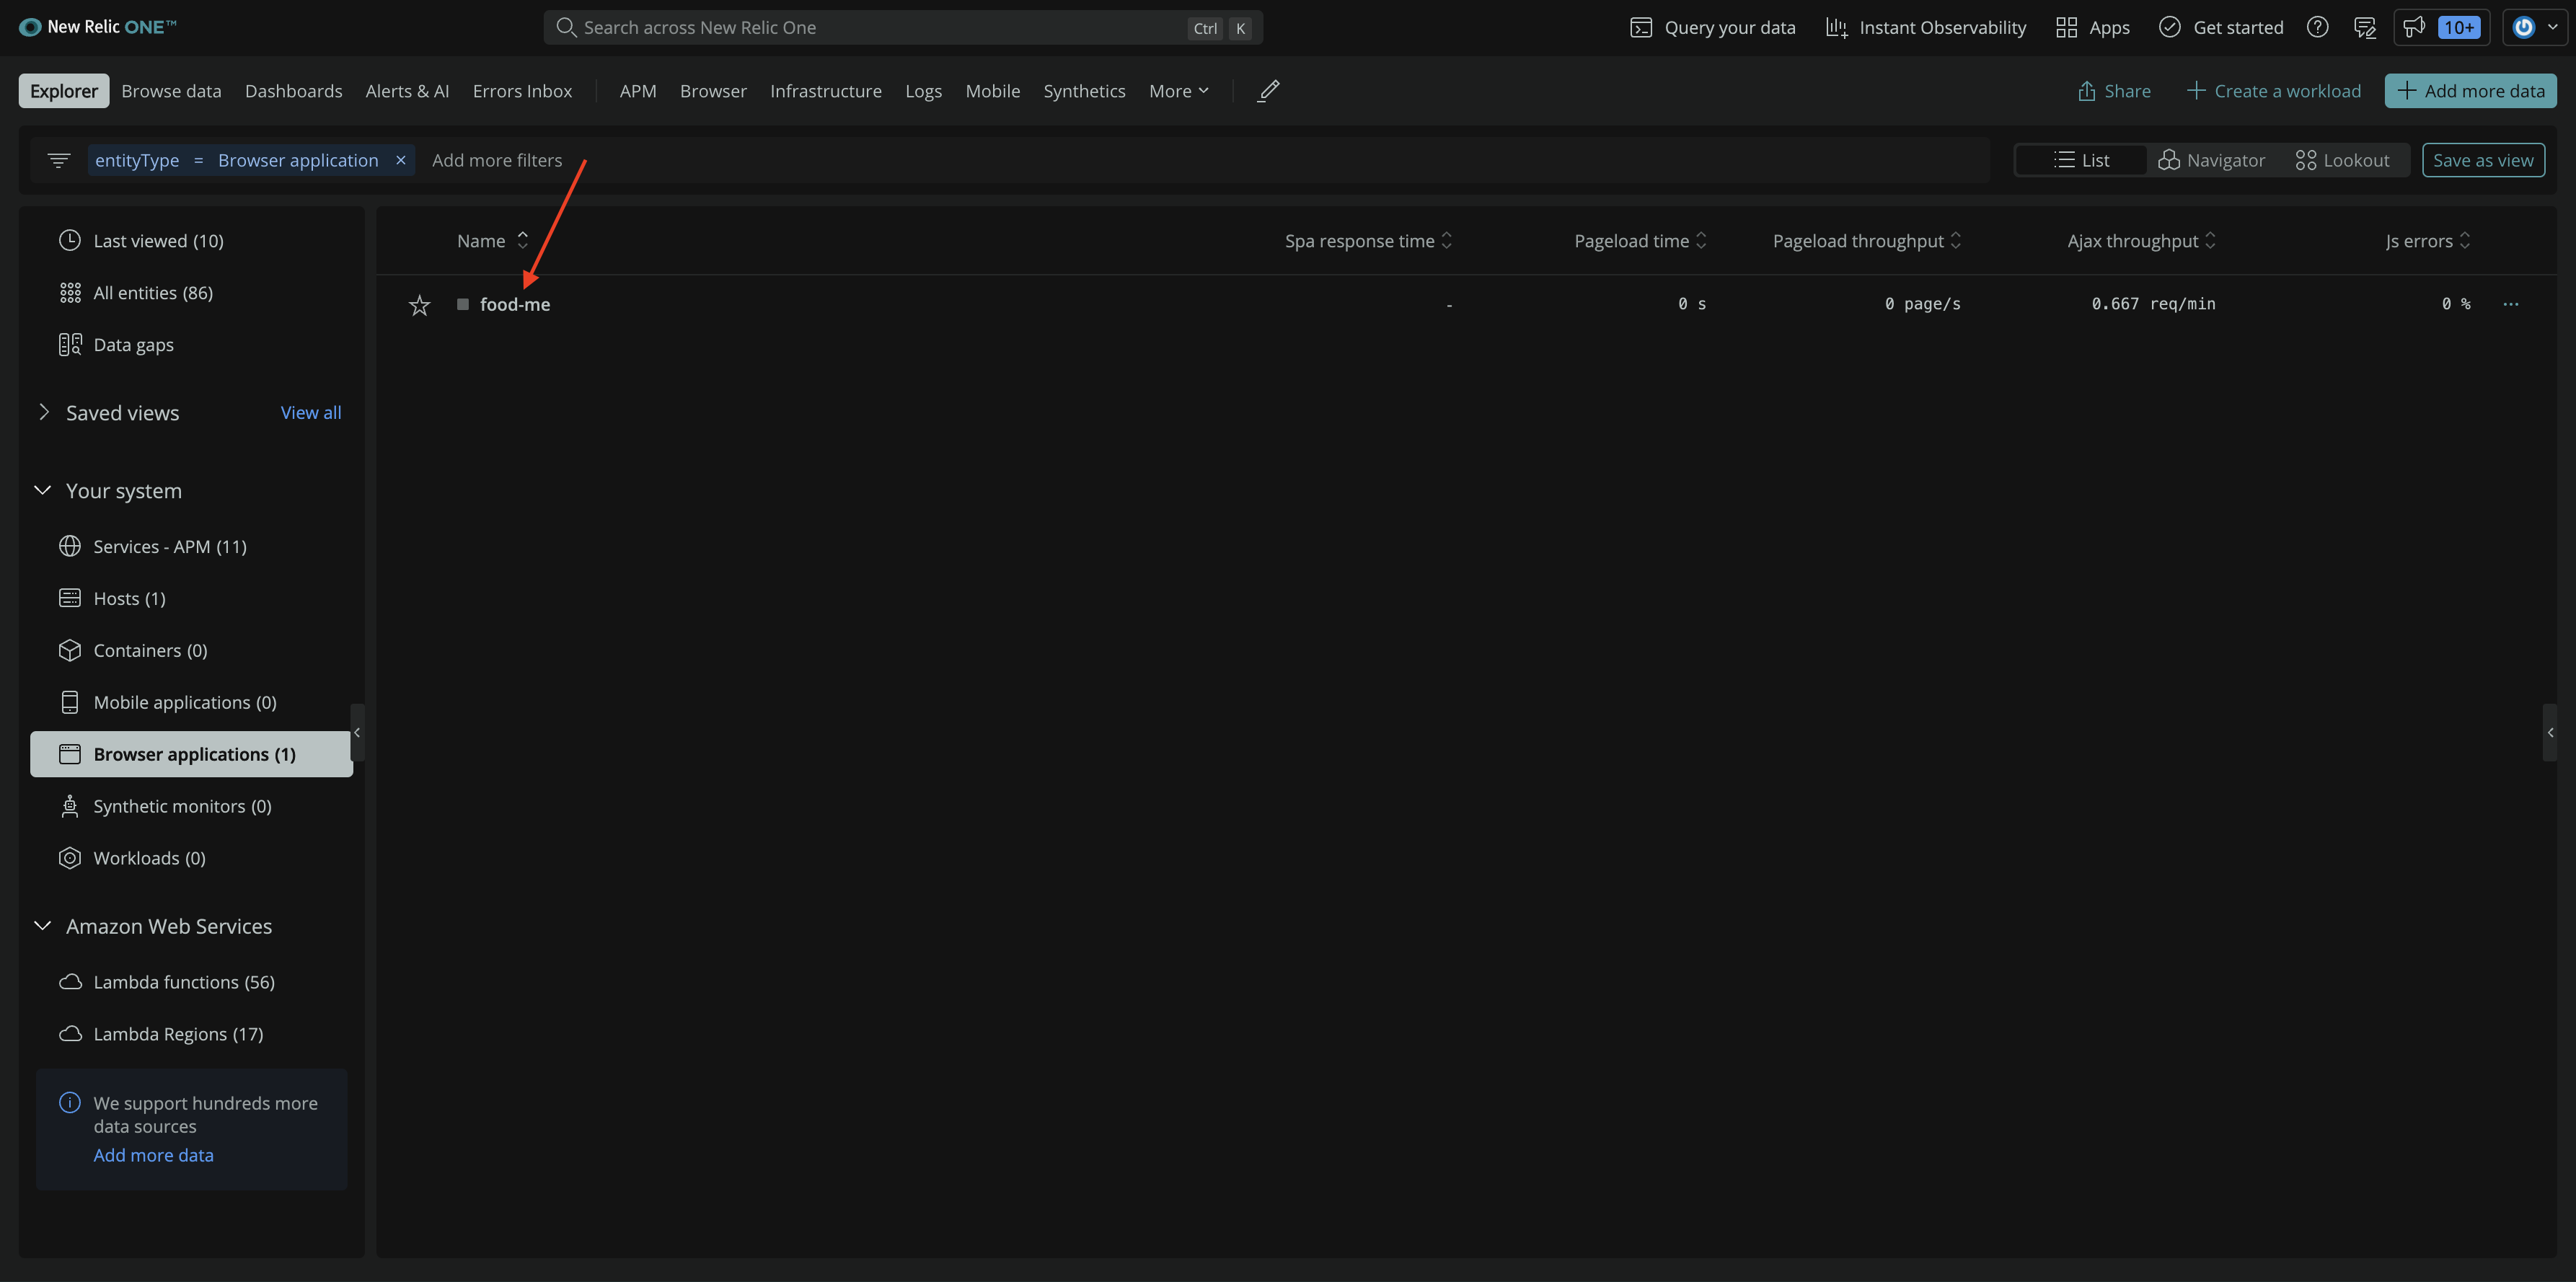 New Relic ONE™
Search across New Relic One Ctrl K
Query your data Instant Observability Apps Get started 10+
Explorer Browse data Dashboards Alerts & AI Errors Inbox APM Browser Infrastructure Logs Mobile Synthetics More Share Create a workload Add more data
entityType = Browser application × Add more filters List Navigator Lookout Save as view
Last viewed (10)
All entities (86)
Data gaps
Saved views View all
Your system
Services - APM (11)
Hosts (1)
Containers (0)
Mobile applications (0)
Browser applications (1)
Synthetic monitors (0)
Workloads (0)
Amazon Web Services
Lambda functions (56)
Lambda Regions (17)
We support hundreds more
data sources
Add more data
Name Spa response time Pageload time Pageload throughput Ajax throughput Js errors
food-me - 0 s 0 page/s 0.667 req/min 0 % ...